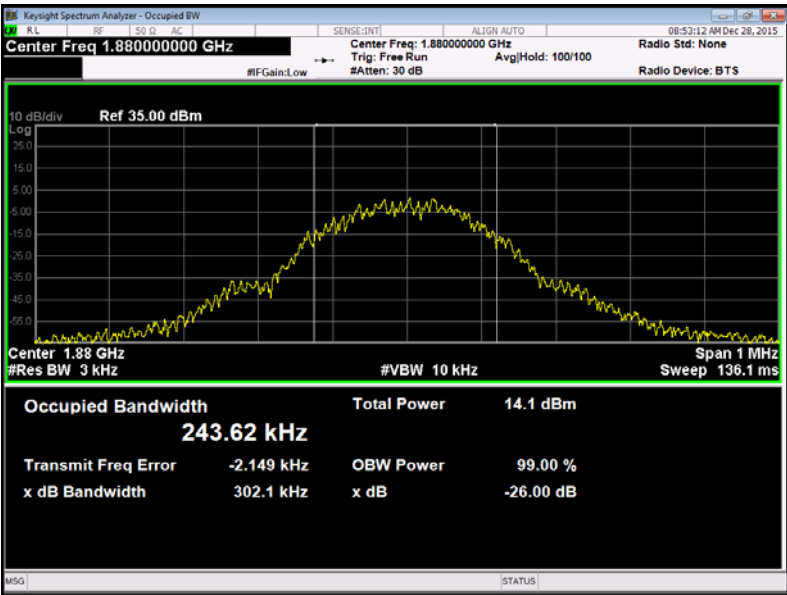 Keysight Spectrum Analyzer - Occupied BW
RL RF 50 Ω AC SENSE:INT ALIGN AUTO 08:53:12 AM Dec 28, 2015
Center Freq 1.880000000 GHz Center Freq: 1.880000000 GHz Radio Std: None
Trig: Free Run Avg|Hold: 100/100
#IFGain:Low #Atten: 30 dB Radio Device: BTS
10 dB/div Ref 35.00 dBm
Log
25.0
15.0
5.00
-5.00
-15.0
-25.0
-35.0
-45.0
-55.0
Center 1.88 GHz Span 1 MHz
#Res BW 3 kHz #VBW 10 kHz Sweep 136.1 ms
Occupied Bandwidth Total Power 14.1 dBm
243.62 kHz
Transmit Freq Error -2.149 kHz OBW Power 99.00 %
x dB Bandwidth 302.1 kHz x dB -26.00 dB
MSG STATUS